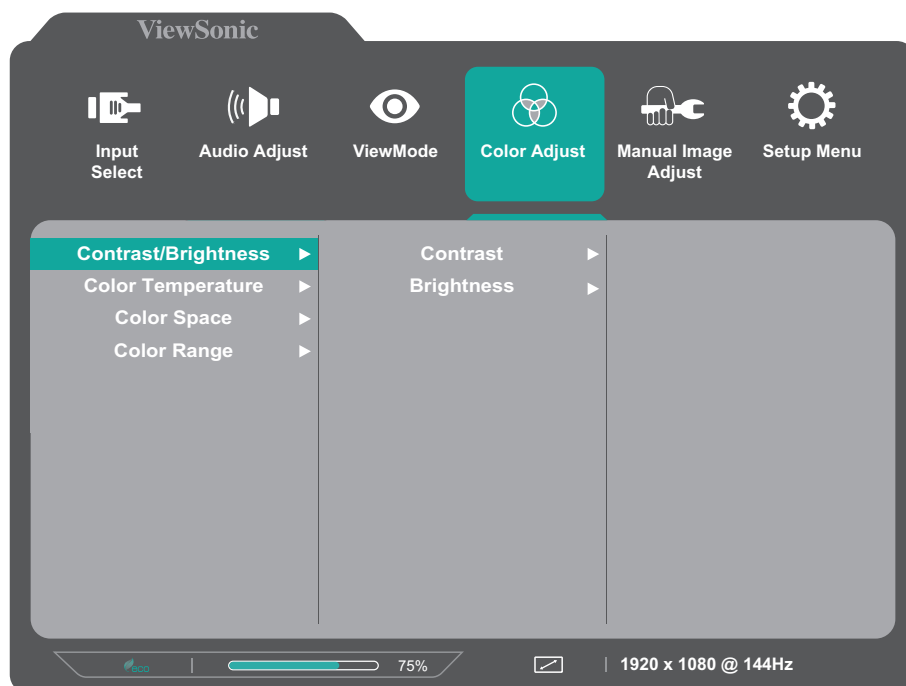 ViewSonic
Input
Select
Audio Adjust
ViewMode
Color Adjust
Manual Image
Adjust
Setup Menu
Contrast/Brightness
Color Temperature
Color Space
Color Range
Contrast
Brightness
eco
75%
1920 x 1080 @ 144Hz